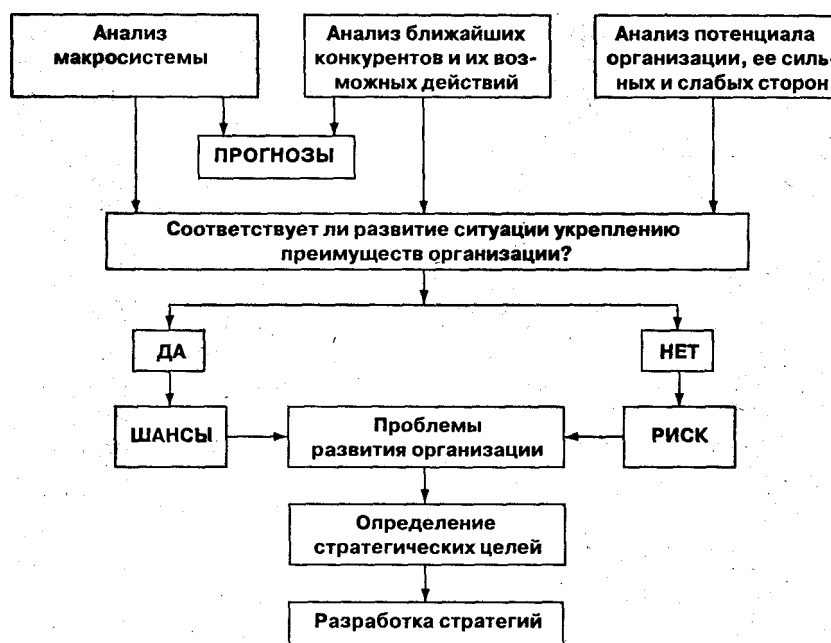 Анализ
макросистемы
Анализ ближайших
конкурентов и их воз-
можных действий
Анализ потенциала
организации, ее силь-
ных и слабых сторон
ПРОГНОЗЫ
Соответствует ли развитие ситуации укреплению
преимуществ организации?
ДА
НЕТ
ШАНСЫ
Проблемы
развития организации
РИСК
Определение
стратегических целей
Разработка стратегий